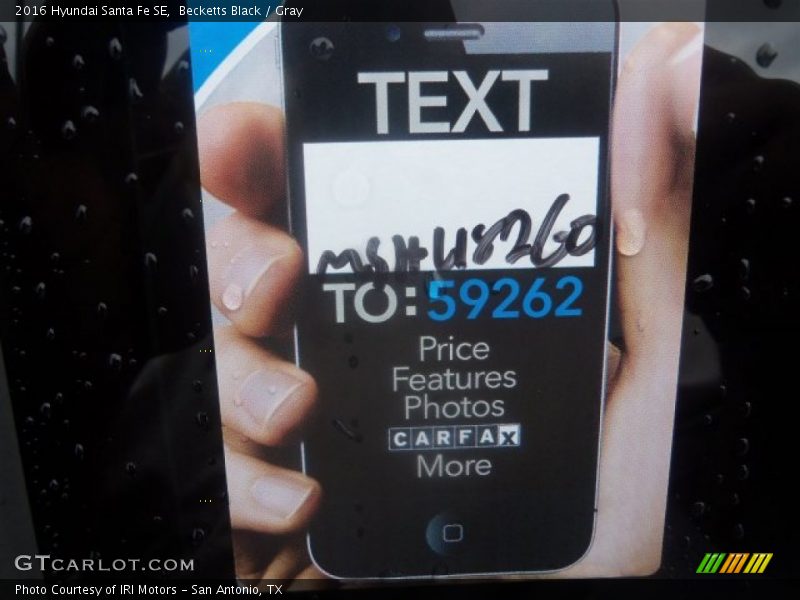 2016 Hyundai Santa Fe SE, Becketts Black / Gray
TEXT
TO: 59262
Price
Features
Photos
CARFAX
More
GTCARLOT.COM
Photo Courtesy of IRI Motors – San Antonio, TX